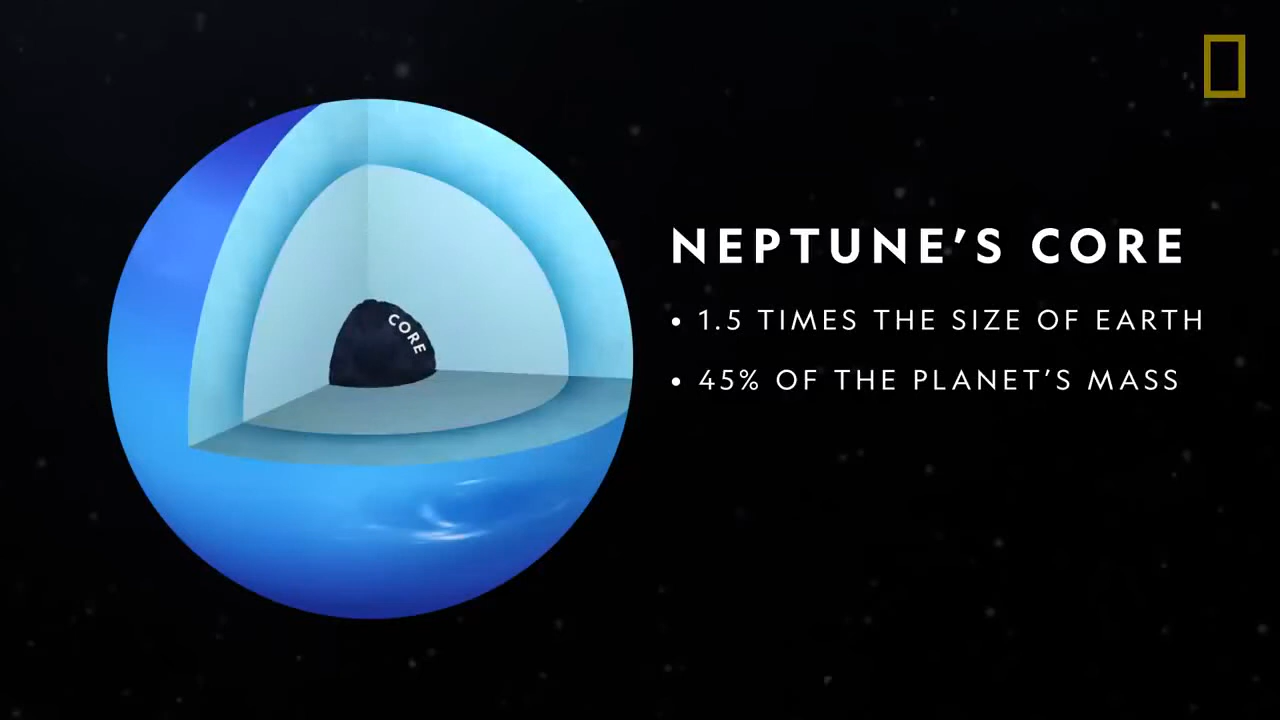 NEPTUNE’S CORE
• 1.5 TIMES THE SIZE OF EARTH
• 45% OF THE PLANET’S MASS
CORE